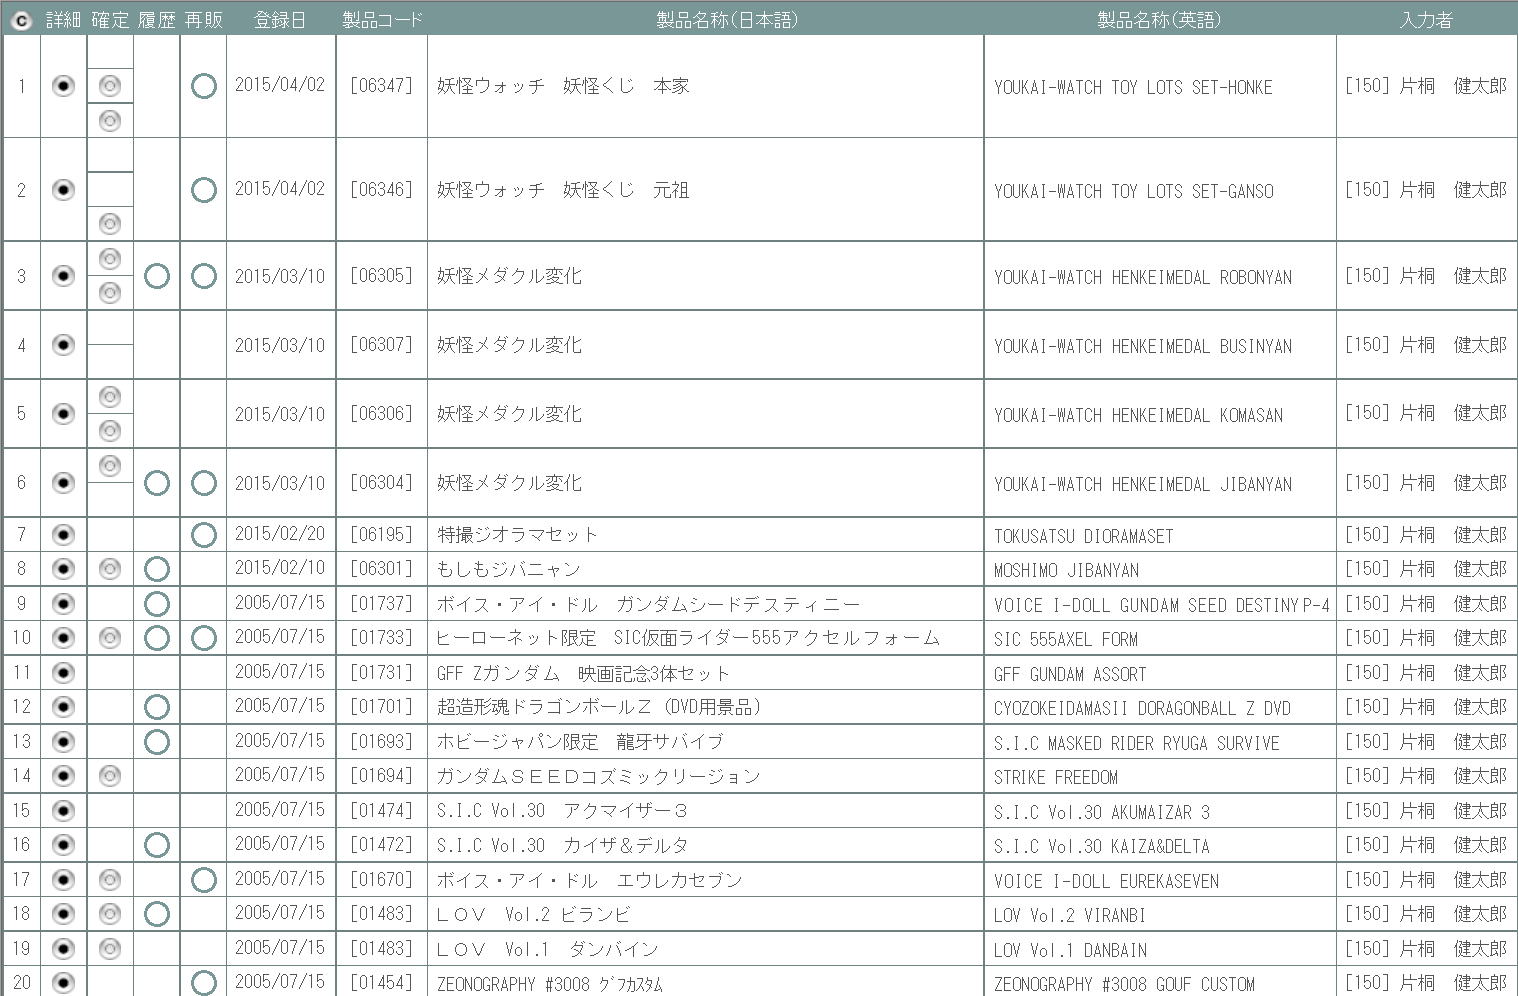 C 詳細 確定 履歴 再販 登録日 製品コード 製品名称(日本語) 製品名称(英語) 入力者
1 2015/04/02 [06347] 妖怪ウォッチ　妖怪くじ　本家 YOUKAI-WATCH TOY LOTS SET-HONKE [150] 片桐　健太郎
2 2015/04/02 [06346] 妖怪ウォッチ　妖怪くじ　元祖 YOUKAI-WATCH TOY LOTS SET-GANSO [150] 片桐　健太郎
3 2015/03/10 [06305] 妖怪メダクル変化 YOUKAI-WATCH HENKEIMEDAL ROBONYAN [150] 片桐　健太郎
4 2015/03/10 [06307] 妖怪メダクル変化 YOUKAI-WATCH HENKEIMEDAL BUSINYAN [150] 片桐　健太郎
5 2015/03/10 [06306] 妖怪メダクル変化 YOUKAI-WATCH HENKEIMEDAL KOMASAN [150] 片桐　健太郎
6 2015/03/10 [06304] 妖怪メダクル変化 YOUKAI-WATCH HENKEIMEDAL JIBANYAN [150] 片桐　健太郎
7 2015/02/20 [06195] 特撮ジオラマセット TOKUSATSU DIORAMASET [150] 片桐　健太郎
8 2015/02/10 [06301] もしもジバニャン MOSHIMO JIBANYAN [150] 片桐　健太郎
9 2005/07/15 [01737] ボイス・アイ・ドル　ガンダムシードデスティニー VOICE I-DOLL GUNDAM SEED DESTINY P-4 [150] 片桐　健太郎
10 2005/07/15 [01733] ヒーローネット限定　SIC仮面ライダー555アクセルフォーム SIC 555AXEL FORM [150] 片桐　健太郎
11 2005/07/15 [01731] GFF Zガンダム　映画記念3体セット GFF GUNDAM ASSORT [150] 片桐　健太郎
12 2005/07/15 [01701] 超造形魂ドラゴンボールＺ (DVD用景品) CYOZOKEIDAMASII DORAGONBALL Z DVD [150] 片桐　健太郎
13 2005/07/15 [01693] ホビージャパン限定　龍牙サバイブ S.I.C MASKED RIDER RYUGA SURVIVE [150] 片桐　健太郎
14 2005/07/15 [01694] ガンダムＳＥＥＤコズミックリージョン STRIKE FREEDOM [150] 片桐　健太郎
15 2005/07/15 [01474] S.I.C Vol.30　アクマイザー３ S.I.C Vol.30 AKUMAIZAR 3 [150] 片桐　健太郎
16 2005/07/15 [01472] S.I.C Vol.30　カイザ＆デルタ S.I.C Vol.30 KAIZA&DELTA [150] 片桐　健太郎
17 2005/07/15 [01670] ボイス・アイ・ドル　エウレカセブン VOICE I-DOLL EUREKASEVEN [150] 片桐　健太郎
18 2005/07/15 [01483] ＬＯＶ　Vol.2 ビランビ LOV Vol.2 VIRANBI [150] 片桐　健太郎
19 2005/07/15 [01483] ＬＯＶ　Vol.1　ダンバイン LOV Vol.1 DANBAIN [150] 片桐　健太郎
20 2005/07/15 [01454] ZEONOGRAPHY #3008 ｸﾞﾌｶｽﾀﾑ ZEONOGRAPHY #3008 GOUF CUSTOM [150] 片桐　健太郎